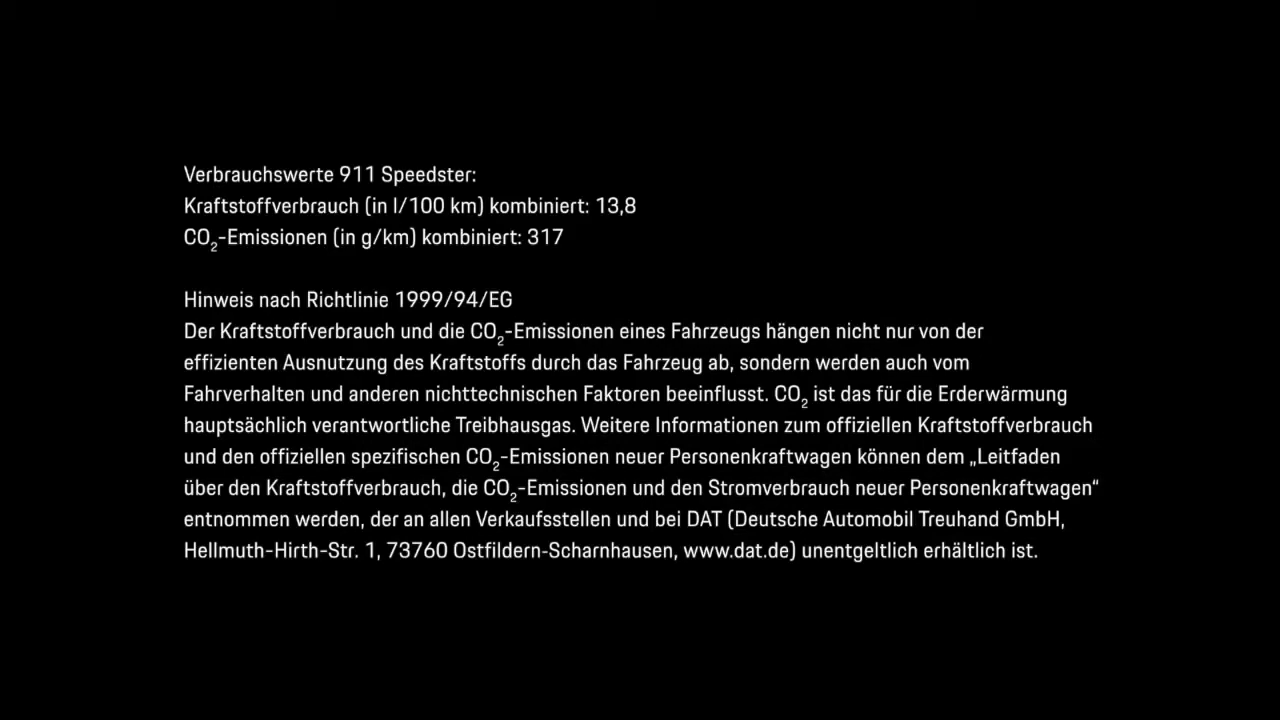 Verbrauchswerte 911 Speedster:
Kraftstoffverbrauch (in l/100 km) kombiniert: 13,8
CO₂-Emissionen (in g/km) kombiniert: 317
Hinweis nach Richtlinie 1999/94/EG
Der Kraftstoffverbrauch und die CO₂-Emissionen eines Fahrzeugs hängen nicht nur von der
effizienten Ausnutzung des Kraftstoffs durch das Fahrzeug ab, sondern werden auch vom
Fahrverhalten und anderen nichttechnischen Faktoren beeinflusst. CO₂ ist das für die Erderwärmung
hauptsächlich verantwortliche Treibhausgas. Weitere Informationen zum offiziellen Kraftstoffverbrauch
und den offiziellen spezifischen CO₂-Emissionen neuer Personenkraftwagen können dem „Leitfaden
über den Kraftstoffverbrauch, die CO₂-Emissionen und den Stromverbrauch neuer Personenkraftwagen“
entnommen werden, der an allen Verkaufsstellen und bei DAT (Deutsche Automobil Treuhand GmbH,
Hellmuth-Hirth-Str. 1, 73760 Ostfildern-Scharnhausen, www.dat.de) unentgeltlich erhältlich ist.